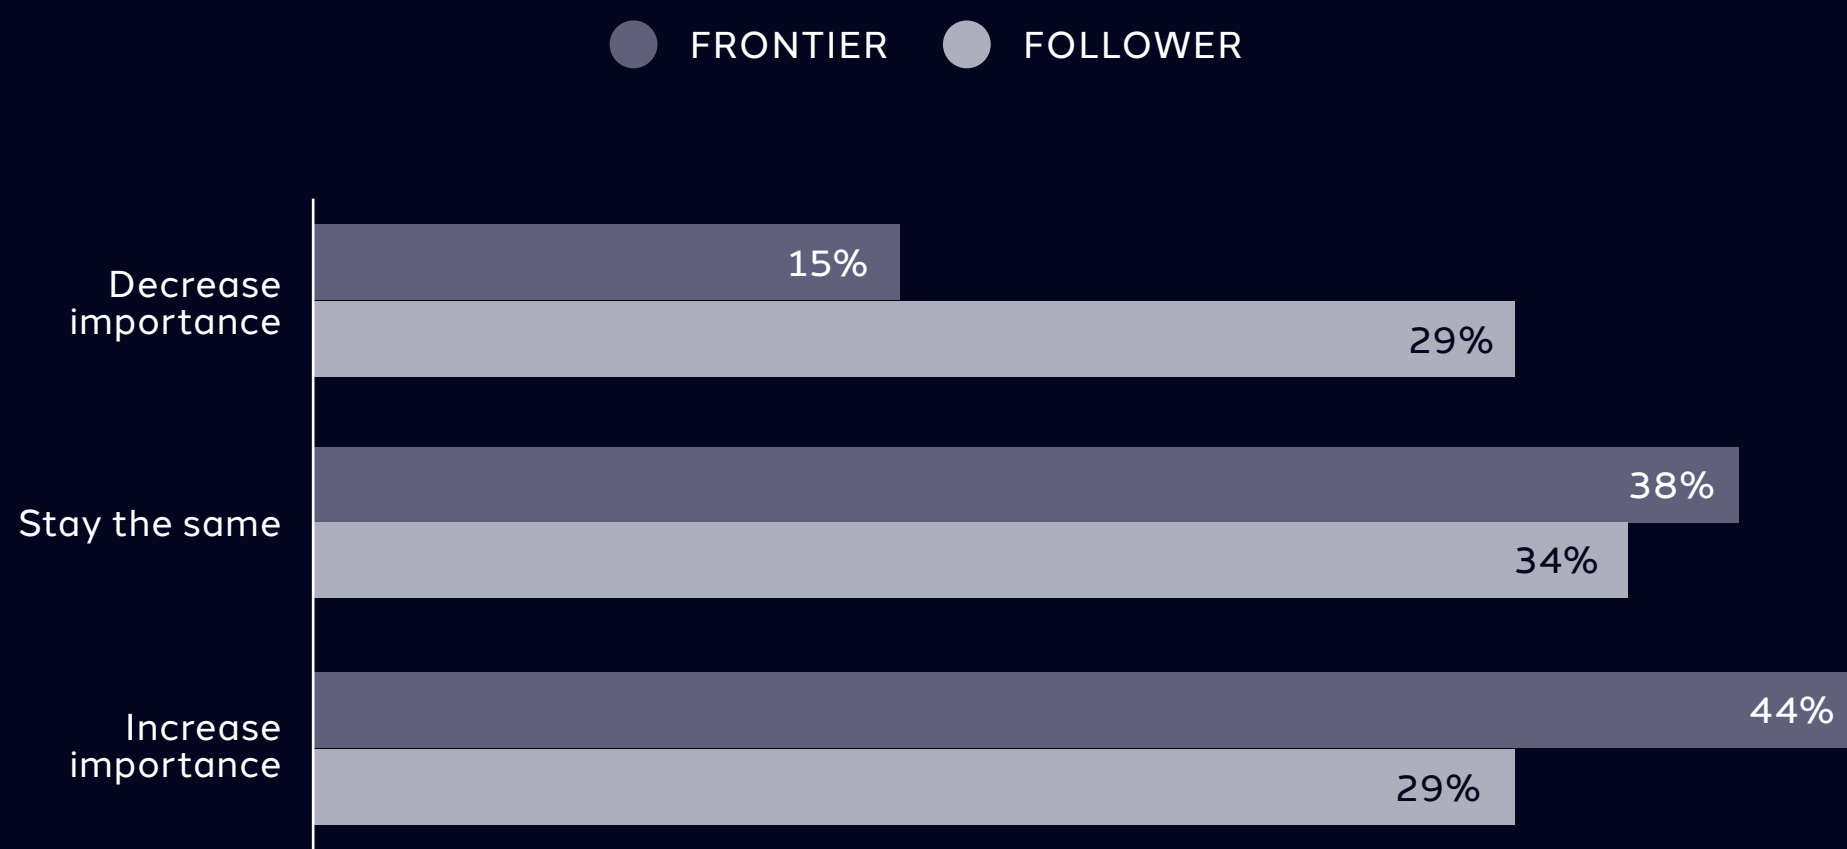 FRONTIER FOLLOWER
Decrease
importance
15%
29%
Stay the same
38%
34%
Increase
importance
44%
29%